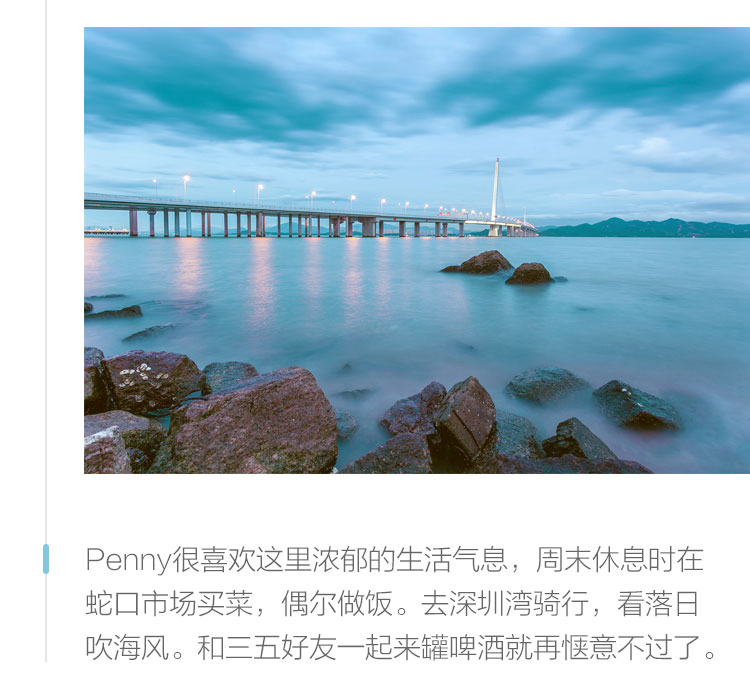 Penny很喜欢这里浓郁的生活气息，周末休息时在
蛇口市场买菜，偶尔做饭。去深圳湾骑行，看落日
吹海风。和三五好友一起来罐啤酒就再惬意不过了。